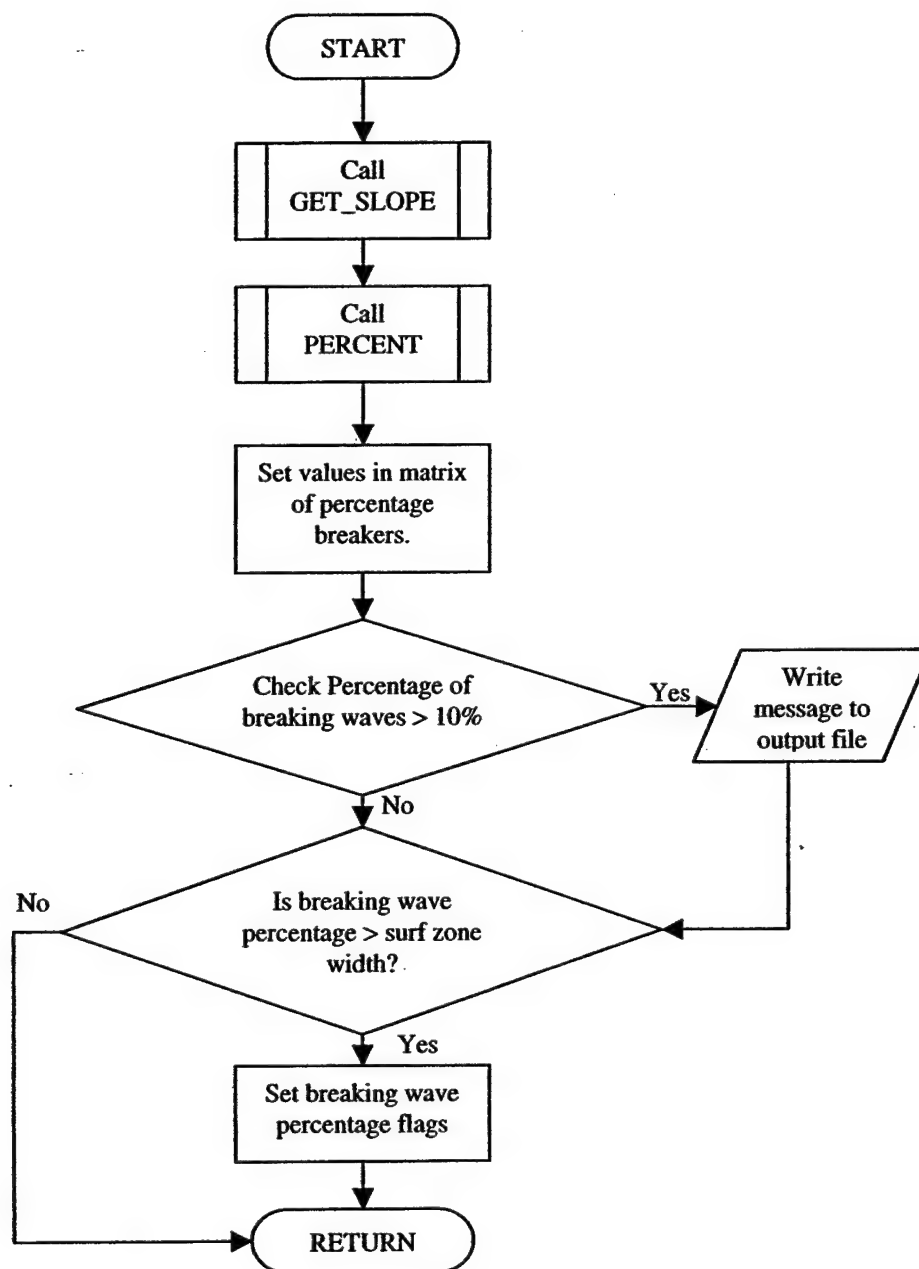 START
Call
GET_SLOPE
Call
PERCENT
Set values in matrix
of percentage
breakers.
Check Percentage of
breaking waves > 10%
Yes
Write
message to
output file
No
Is breaking wave
percentage > surf zone
width?
No
Yes
Set breaking wave
percentage flags
RETURN